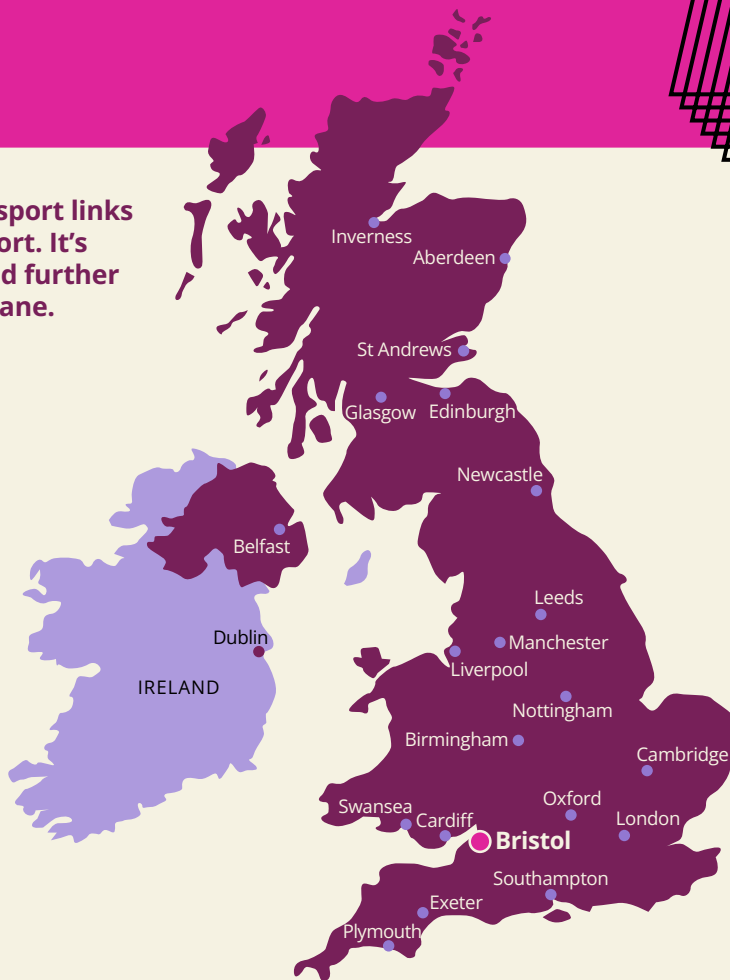 sport links
ort. It’s
d further
ane.
Inverness
Aberdeen
St Andrews
Glasgow
Edinburgh
Newcastle
Belfast
Leeds
Dublin
Manchester
Liverpool
IRELAND
Nottingham
Birmingham
Cambridge
Oxford
Swansea
Cardiff
London
Bristol
Southampton
Exeter
Plymouth